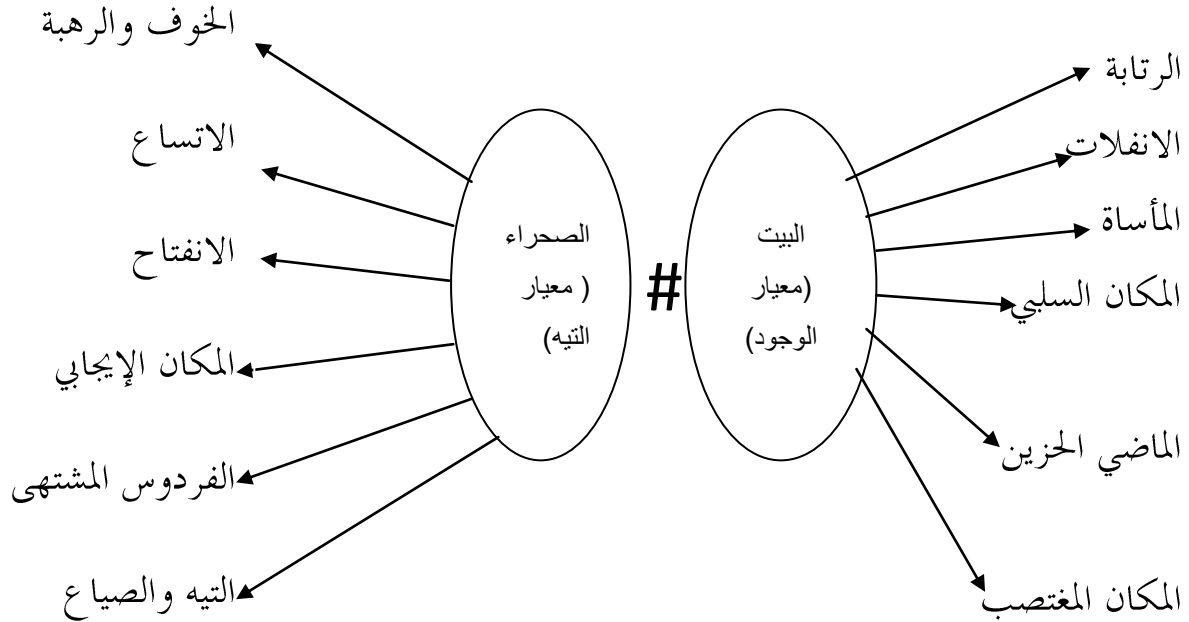 الرتابة
الانفلات
المأساة
المكان السلبي
الماضي الحزين
المكان المغتصب
البيت
(معيار
الوجود)
#
الصحراء
( معيار
التيه)
الخوف والرهبة
الاتساع
الانفتاح
المكان الإيجابي
الفردوس المشتهى
التيه والصياع